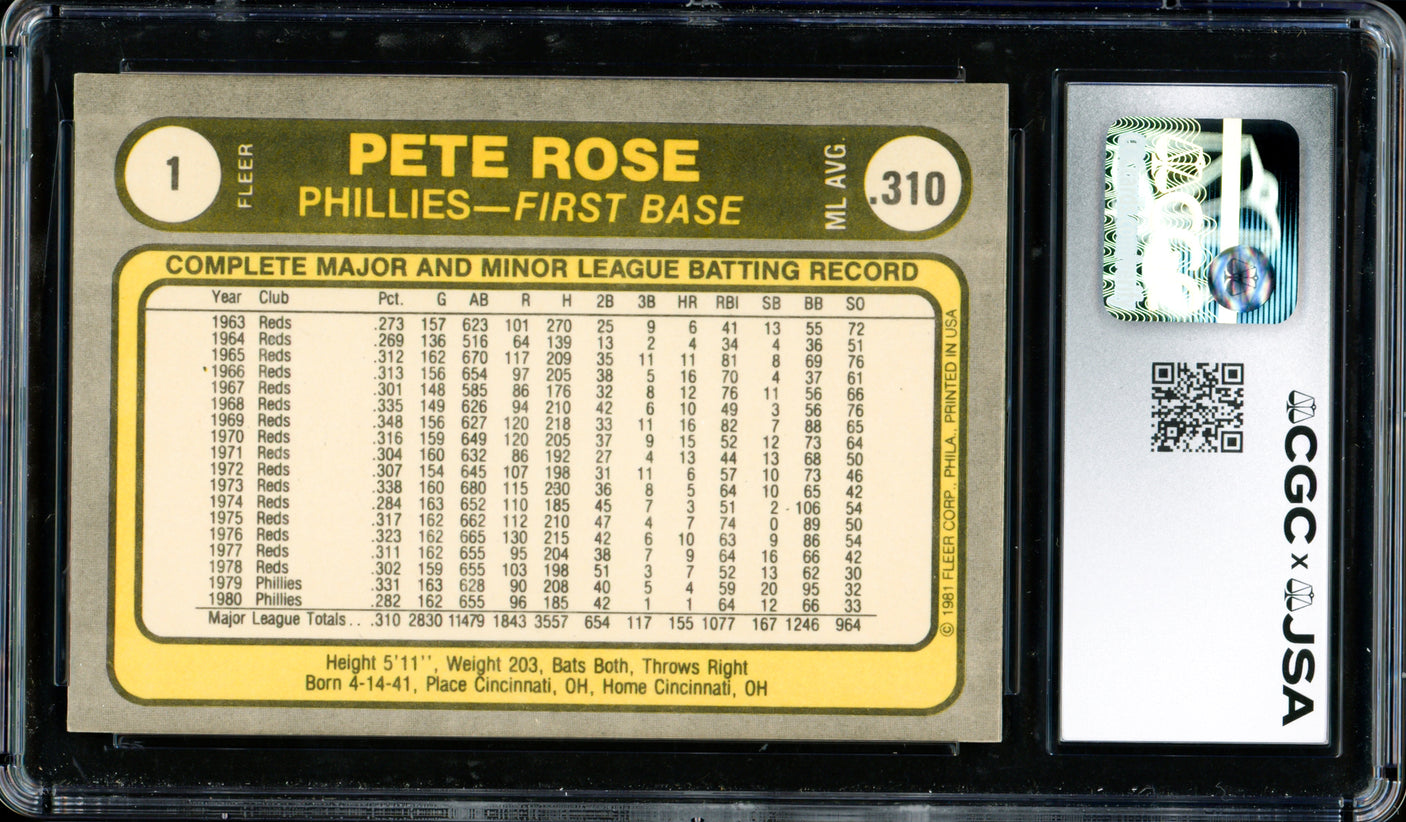 1 FLEER PETE ROSE ML AVG. .310
PHILLIES—FIRST BASE
COMPLETE MAJOR AND MINOR LEAGUE BATTING RECORD
Year Club Pct. G AB R H 2B 3B HR RBI SB BB SO
1963 Reds .273 157 623 101 270 25 9 6 41 13 55 72
1964 Reds .269 136 516 64 139 13 2 4 34 4 36 51
1965 Reds .312 162 670 117 209 35 11 11 81 8 69 76
1966 Reds .313 156 654 97 205 38 5 16 70 4 37 61
1967 Reds .301 148 585 86 176 32 8 12 76 11 56 66
1968 Reds .335 149 626 94 210 42 6 10 49 3 56 76
1969 Reds .348 156 627 120 218 33 11 16 82 7 88 65
1970 Reds .316 159 649 120 205 37 9 15 52 12 73 64
1971 Reds .304 160 632 86 192 27 4 13 44 13 68 50
1972 Reds .307 154 645 107 198 31 11 6 57 10 73 46
1973 Reds .338 160 680 115 230 36 8 5 64 10 65 42
1974 Reds .284 163 652 110 185 45 7 3 51 2 106 54
1975 Reds .317 162 662 112 210 47 4 7 74 0 89 50
1976 Reds .323 162 665 130 215 42 6 10 63 9 86 54
1977 Reds .311 162 655 95 204 38 7 9 64 16 66 42
1978 Reds .302 159 655 103 198 51 3 7 52 13 62 30
1979 Phillies .331 163 628 90 208 40 5 4 59 20 95 32
1980 Phillies .282 162 655 96 185 42 1 1 64 12 66 33
Major League Totals. . . .310 2830 11479 1843 3557 654 117 155 1077 167 1246 964
Height 5'11'', Weight 203, Bats Both, Throws Right
Born 4-14-41, Place Cincinnati, OH, Home Cincinnati, OH
© 1981 FLEER CORP., PHILA., PRINTED IN USA
CGC x JSA